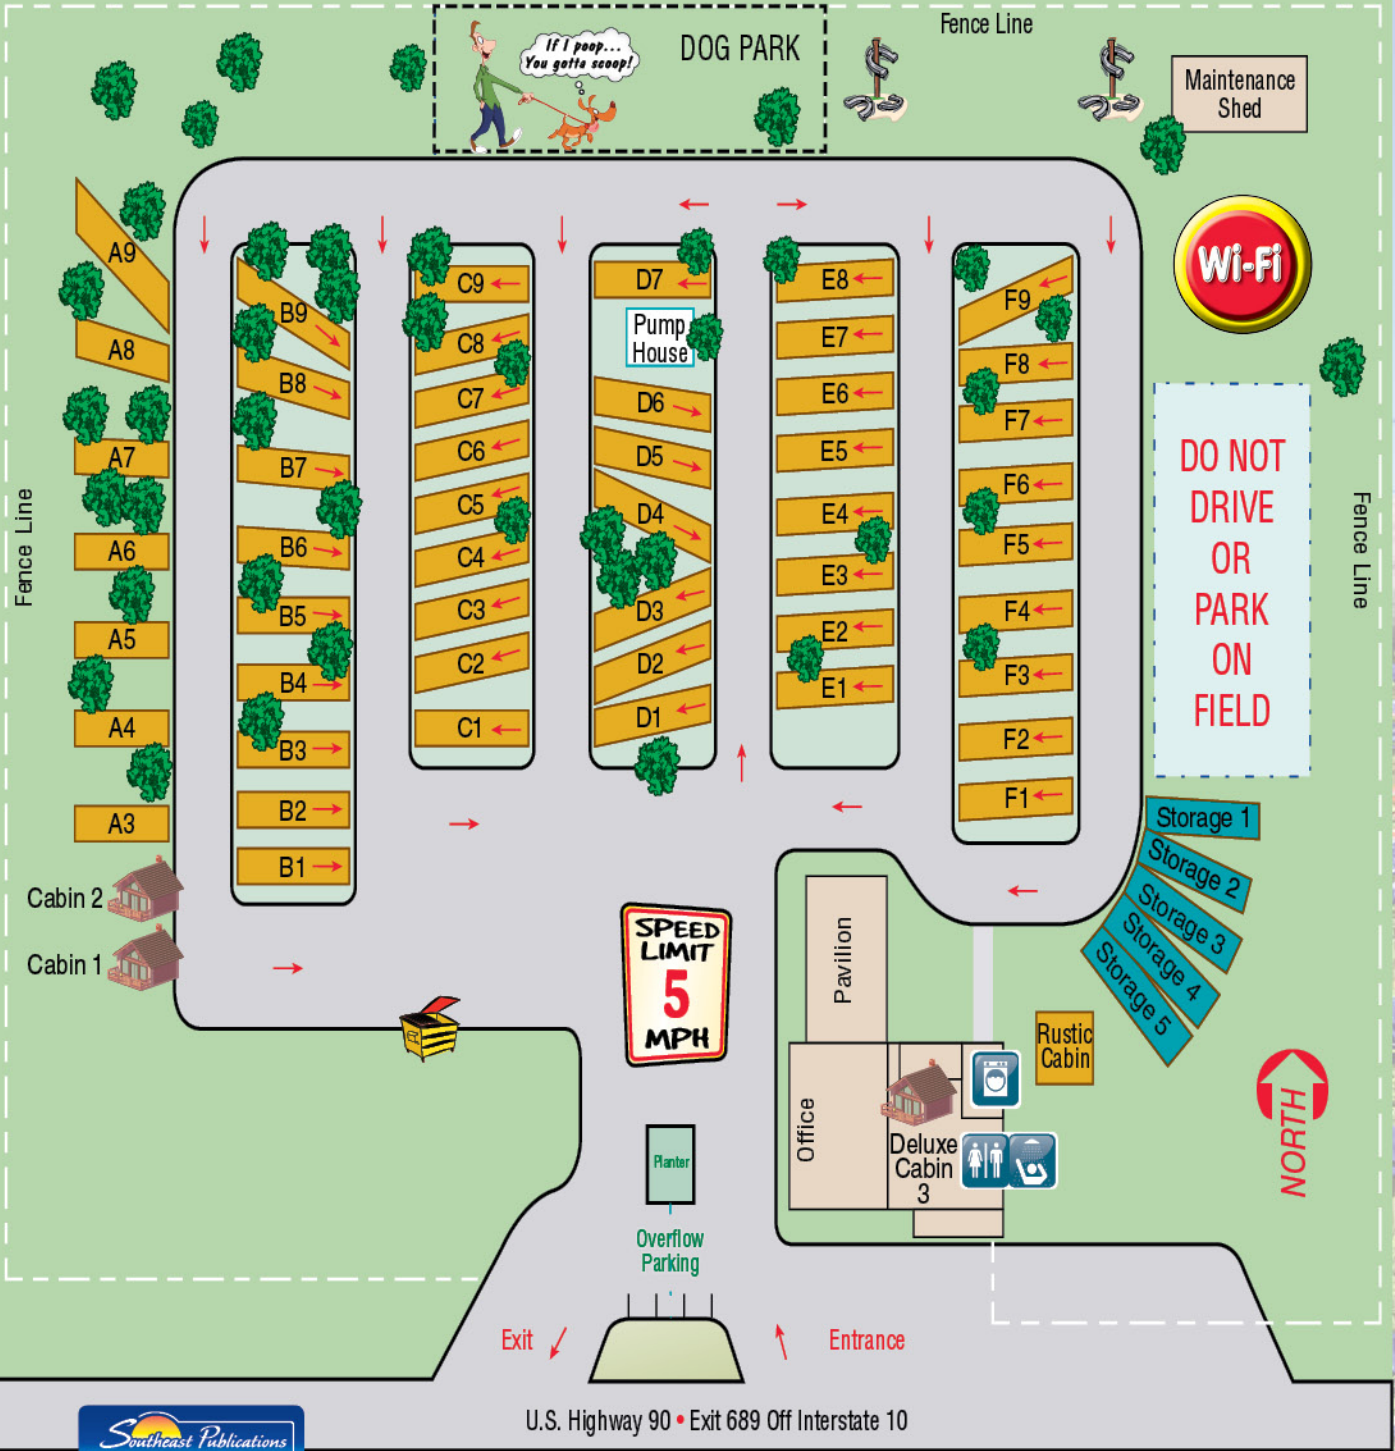 Fence Line
If I poop...
You gotta scoop!
DOG PARK
Maintenance
Shed
Wi-Fi
A9
A8
A7
A6
A5
A4
A3
B9
B8
B7
B6
B5
B4
B3
B2
B1
C9
C8
C7
C6
C5
C4
C3
C2
C1
D7
Pump
House
D6
D5
D4
D3
D2
D1
E8
E7
E6
E5
E4
E3
E2
E1
F9
F8
F7
F6
F5
F4
F3
F2
F1
Fence Line
DO NOT
DRIVE
OR
PARK
ON
FIELD
Fence Line
Storage 1
Storage 2
Storage 3
Storage 4
Storage 5
Cabin 2
Cabin 1
SPEED
LIMIT
5
MPH
Pavilion
Rustic
Cabin
Office
Deluxe
Cabin
3
NORTH
Planter
Overflow
Parking
Exit
Entrance
U.S. Highway 90 • Exit 689 Off Interstate 10
Southeast Publications